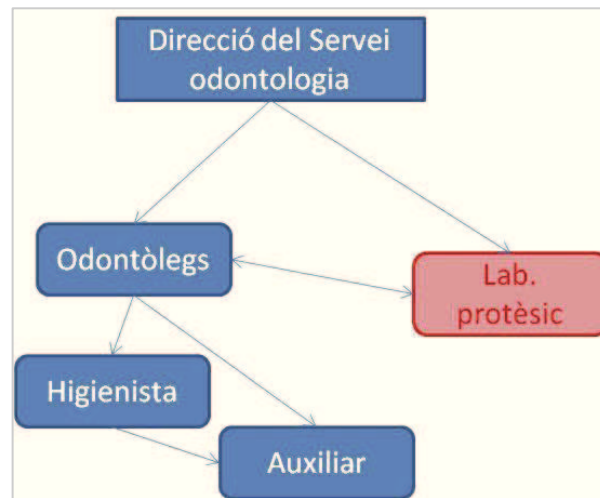 Direcció del Servei
odontologia
Odontòlegs
Lab.
protèsic
Higienista
Auxiliar